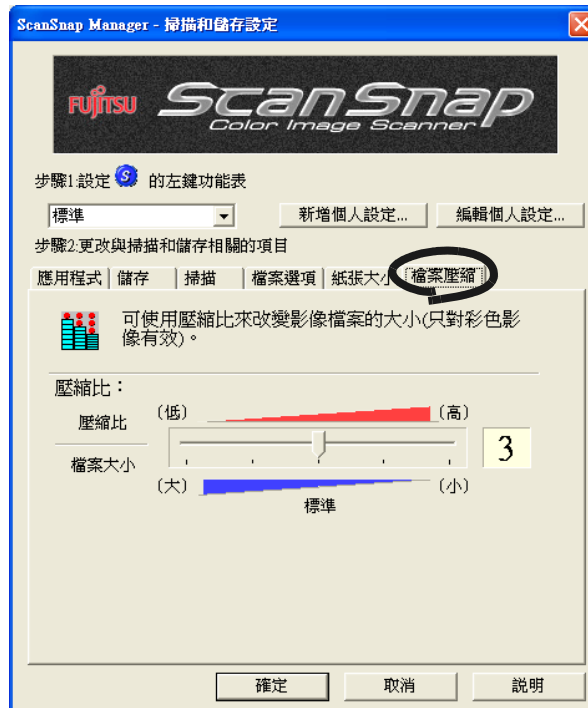 ScanSnap Manager - 掃描和儲存設定
FUJITSU ScanSnap
Color Image Scanner
步驟1:設定 S 的左鍵功能表
標準 新增個人設定... 編輯個人設定...
步驟2:更改與掃描和儲存相關的項目
應用程式 儲存 掃描 檔案選項 紙張大小 檔案壓縮
可使用壓縮比來改變影像檔案的大小(只對彩色影
像有效)。
壓縮比：
壓縮比 (低) (高)
3
檔案大小
(大) (小)
標準
確定 取消 說明